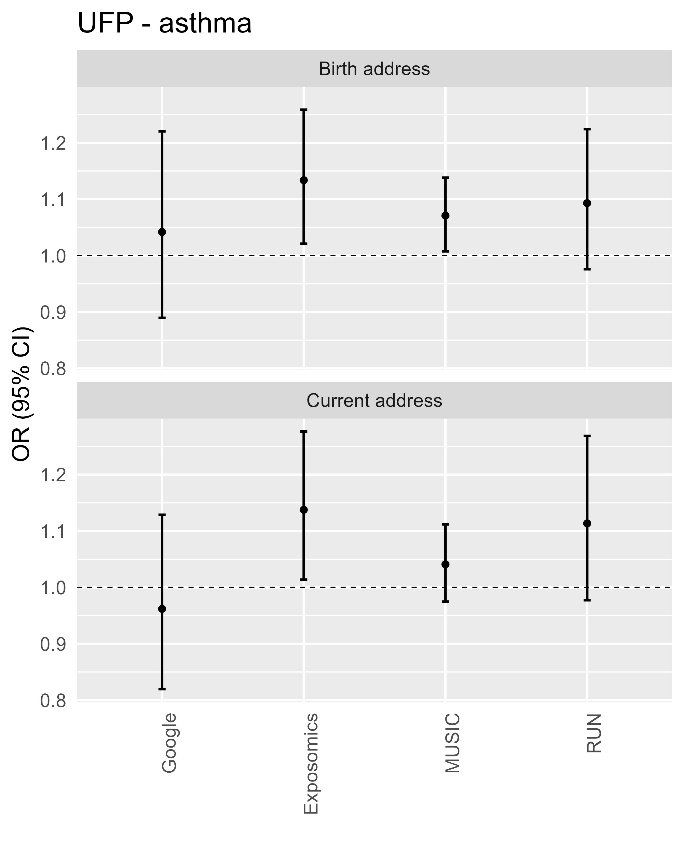 UFP - asthma
Birth address
1.2
1.1
1.0
0.9
0.8
OR (95% CI)
Current address
1.2
1.1
1.0
0.9
0.8
Google
Exposomics
MUSIC
RUN